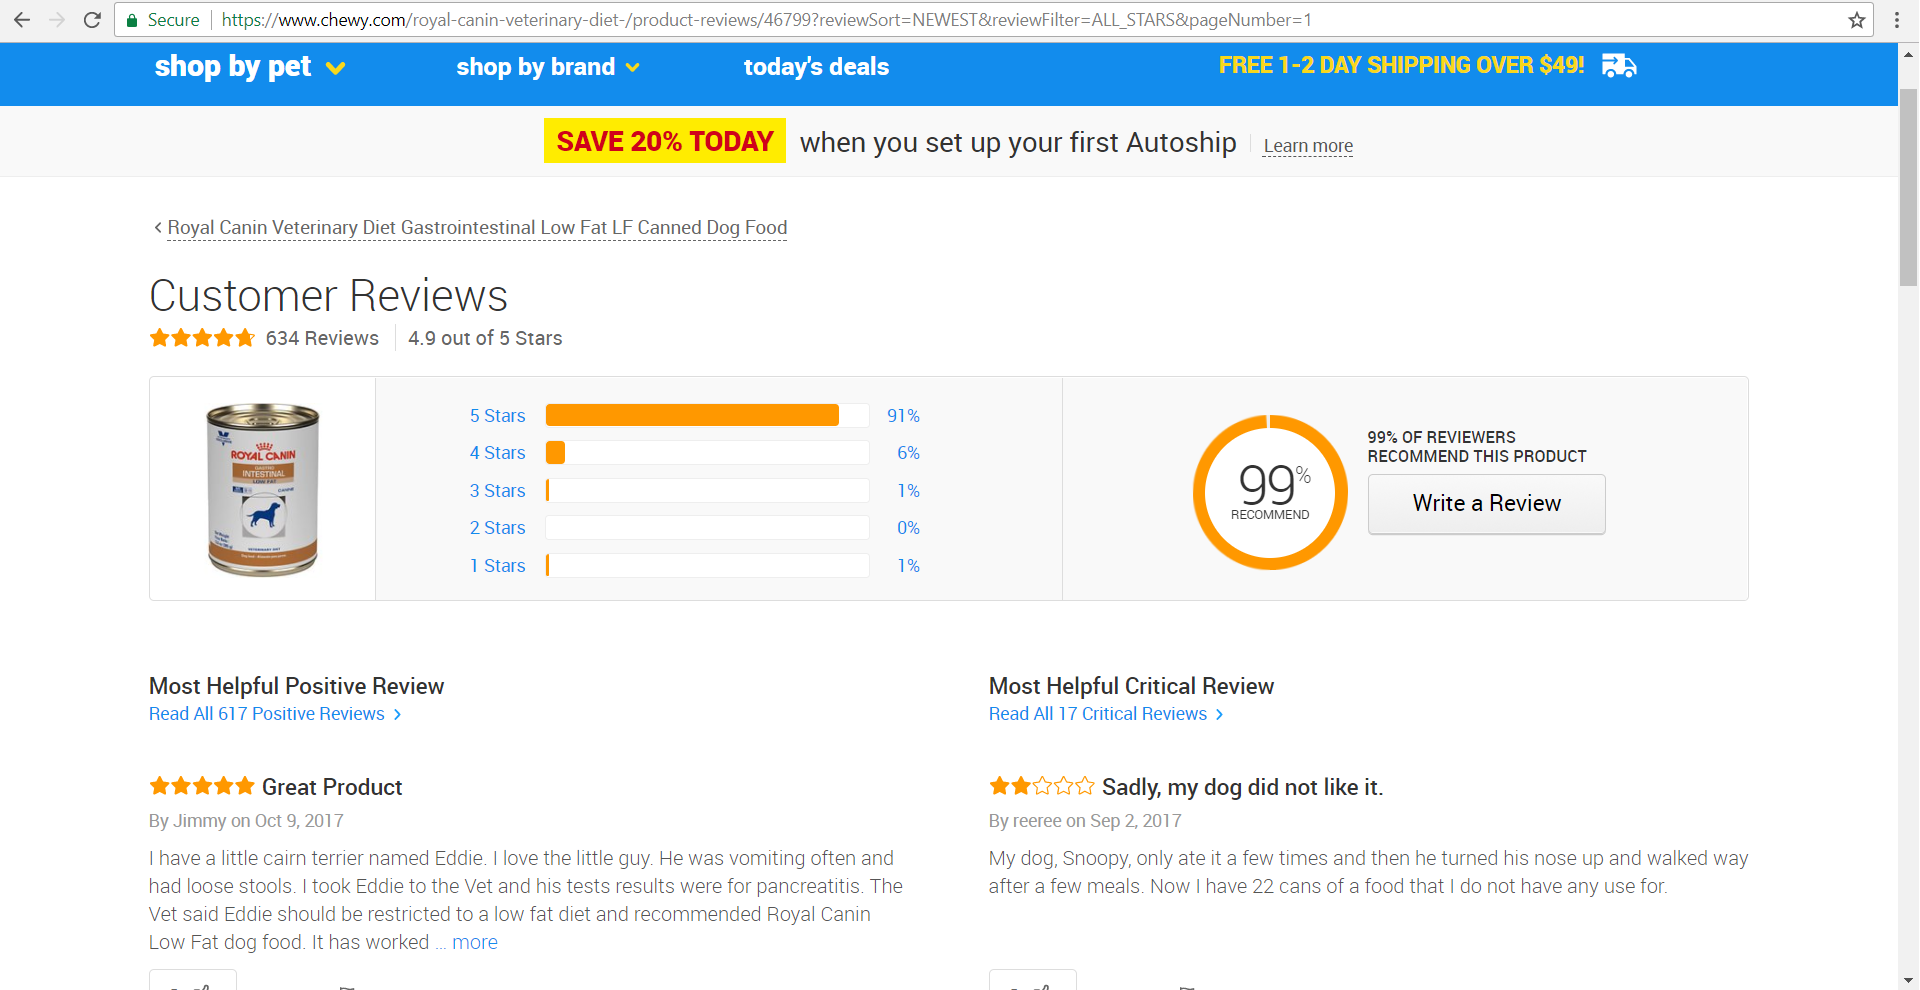 Secure https://www.chewy.com/royal-canin-veterinary-diet-/product-reviews/46799?reviewSort=NEWEST&reviewFilter=ALL_STARS&pageNumber=1
shop by pet shop by brand today's deals FREE 1-2 DAY SHIPPING OVER $49!
SAVE 20% TODAY when you set up your first Autoship Learn more
Royal Canin Veterinary Diet Gastrointestinal Low Fat LF Canned Dog Food
Customer Reviews
634 Reviews 4.9 out of 5 Stars
ROYAL CANIN
GASTRO
INTESTINAL
LOW FAT
CANINE
VETERINARY DIET
5 Stars 91%
4 Stars 6%
3 Stars 1%
2 Stars 0%
1 Stars 1%
99%
RECOMMEND
99% OF REVIEWERS
RECOMMEND THIS PRODUCT
Write a Review
Most Helpful Positive Review
Read All 617 Positive Reviews
Great Product
By Jimmy on Oct 9, 2017
I have a little cairn terrier named Eddie. I love the little guy. He was vomiting often and
had loose stools. I took Eddie to the Vet and his tests results were for pancreatitis. The
Vet said Eddie should be restricted to a low fat diet and recommended Royal Canin
Low Fat dog food. It has worked ... more
Most Helpful Critical Review
Read All 17 Critical Reviews
Sadly, my dog did not like it.
By reeree on Sep 2, 2017
My dog, Snoopy, only ate it a few times and then he turned his nose up and walked way
after a few meals. Now I have 22 cans of a food that I do not have any use for.